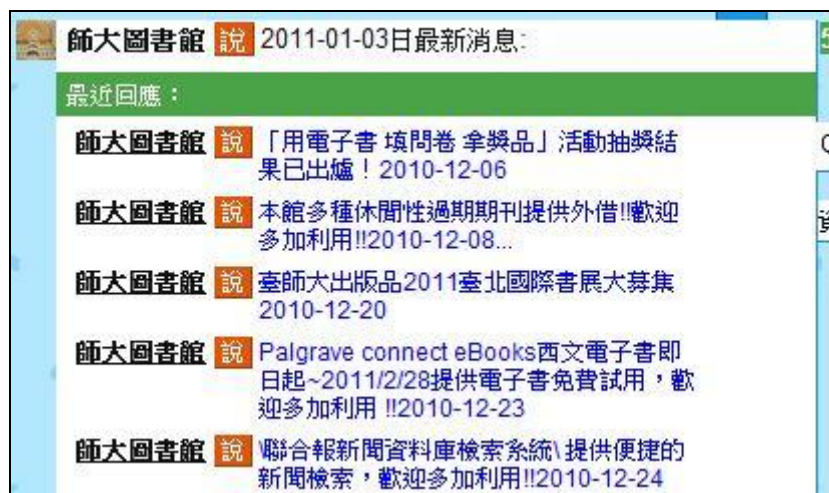 師大圖書館 說 2011-01-03日最新消息:
最近回應：
師大圖書館 說 「用電子書 填問卷 拿獎品」活動抽獎結
果已出爐！2010-12-06
師大圖書館 說 本館多種休閒性過期期刊提供外借!!歡迎
多加利用!!2010-12-08...
師大圖書館 說 臺師大出版品2011臺北國際書展大募集
2010-12-20
師大圖書館 說 Palgrave connect eBooks西文電子書即
日起~2011/2/28提供電子書免費試用，歡
迎多加利用 !!2010-12-23
師大圖書館 說 \聯合報新聞資料庫檢索系統\ 提供便捷的
新聞檢索，歡迎多加利用!!2010-12-24